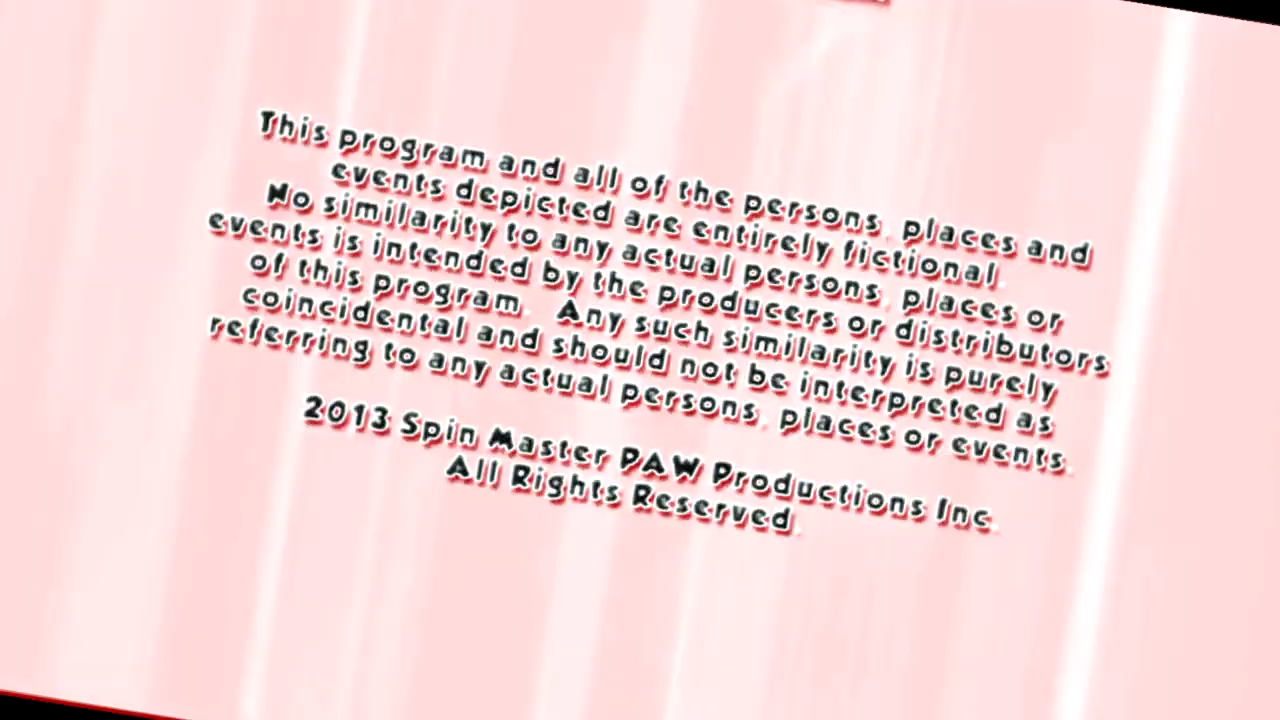 This program and all of the persons, places and
events depicted are entirely fictional.
No similarity to any actual persons, places or
events is intended by the producers or distributors
of this program.  Any such similarity is purely
coincidental and should not be interpreted as
referring to any actual persons, places or events.
2013 Spin Master PAW Productions Inc.
All Rights Reserved.